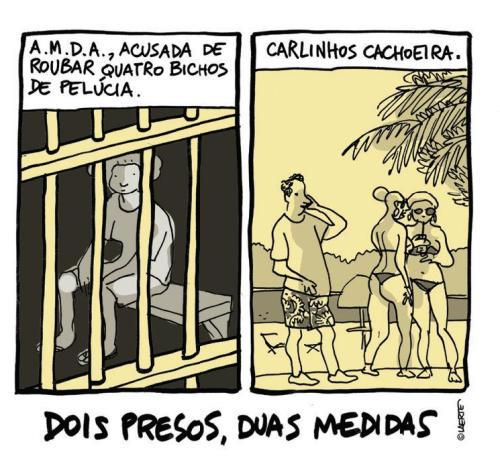 A.M.D.A., ACUSADA DE
ROUBAR QUATRO BICHOS
DE PELÚCIA.
CARLINHOS CACHOEIRA.
DOIS PRESOS, DUAS MEDIDAS
©LAERTE